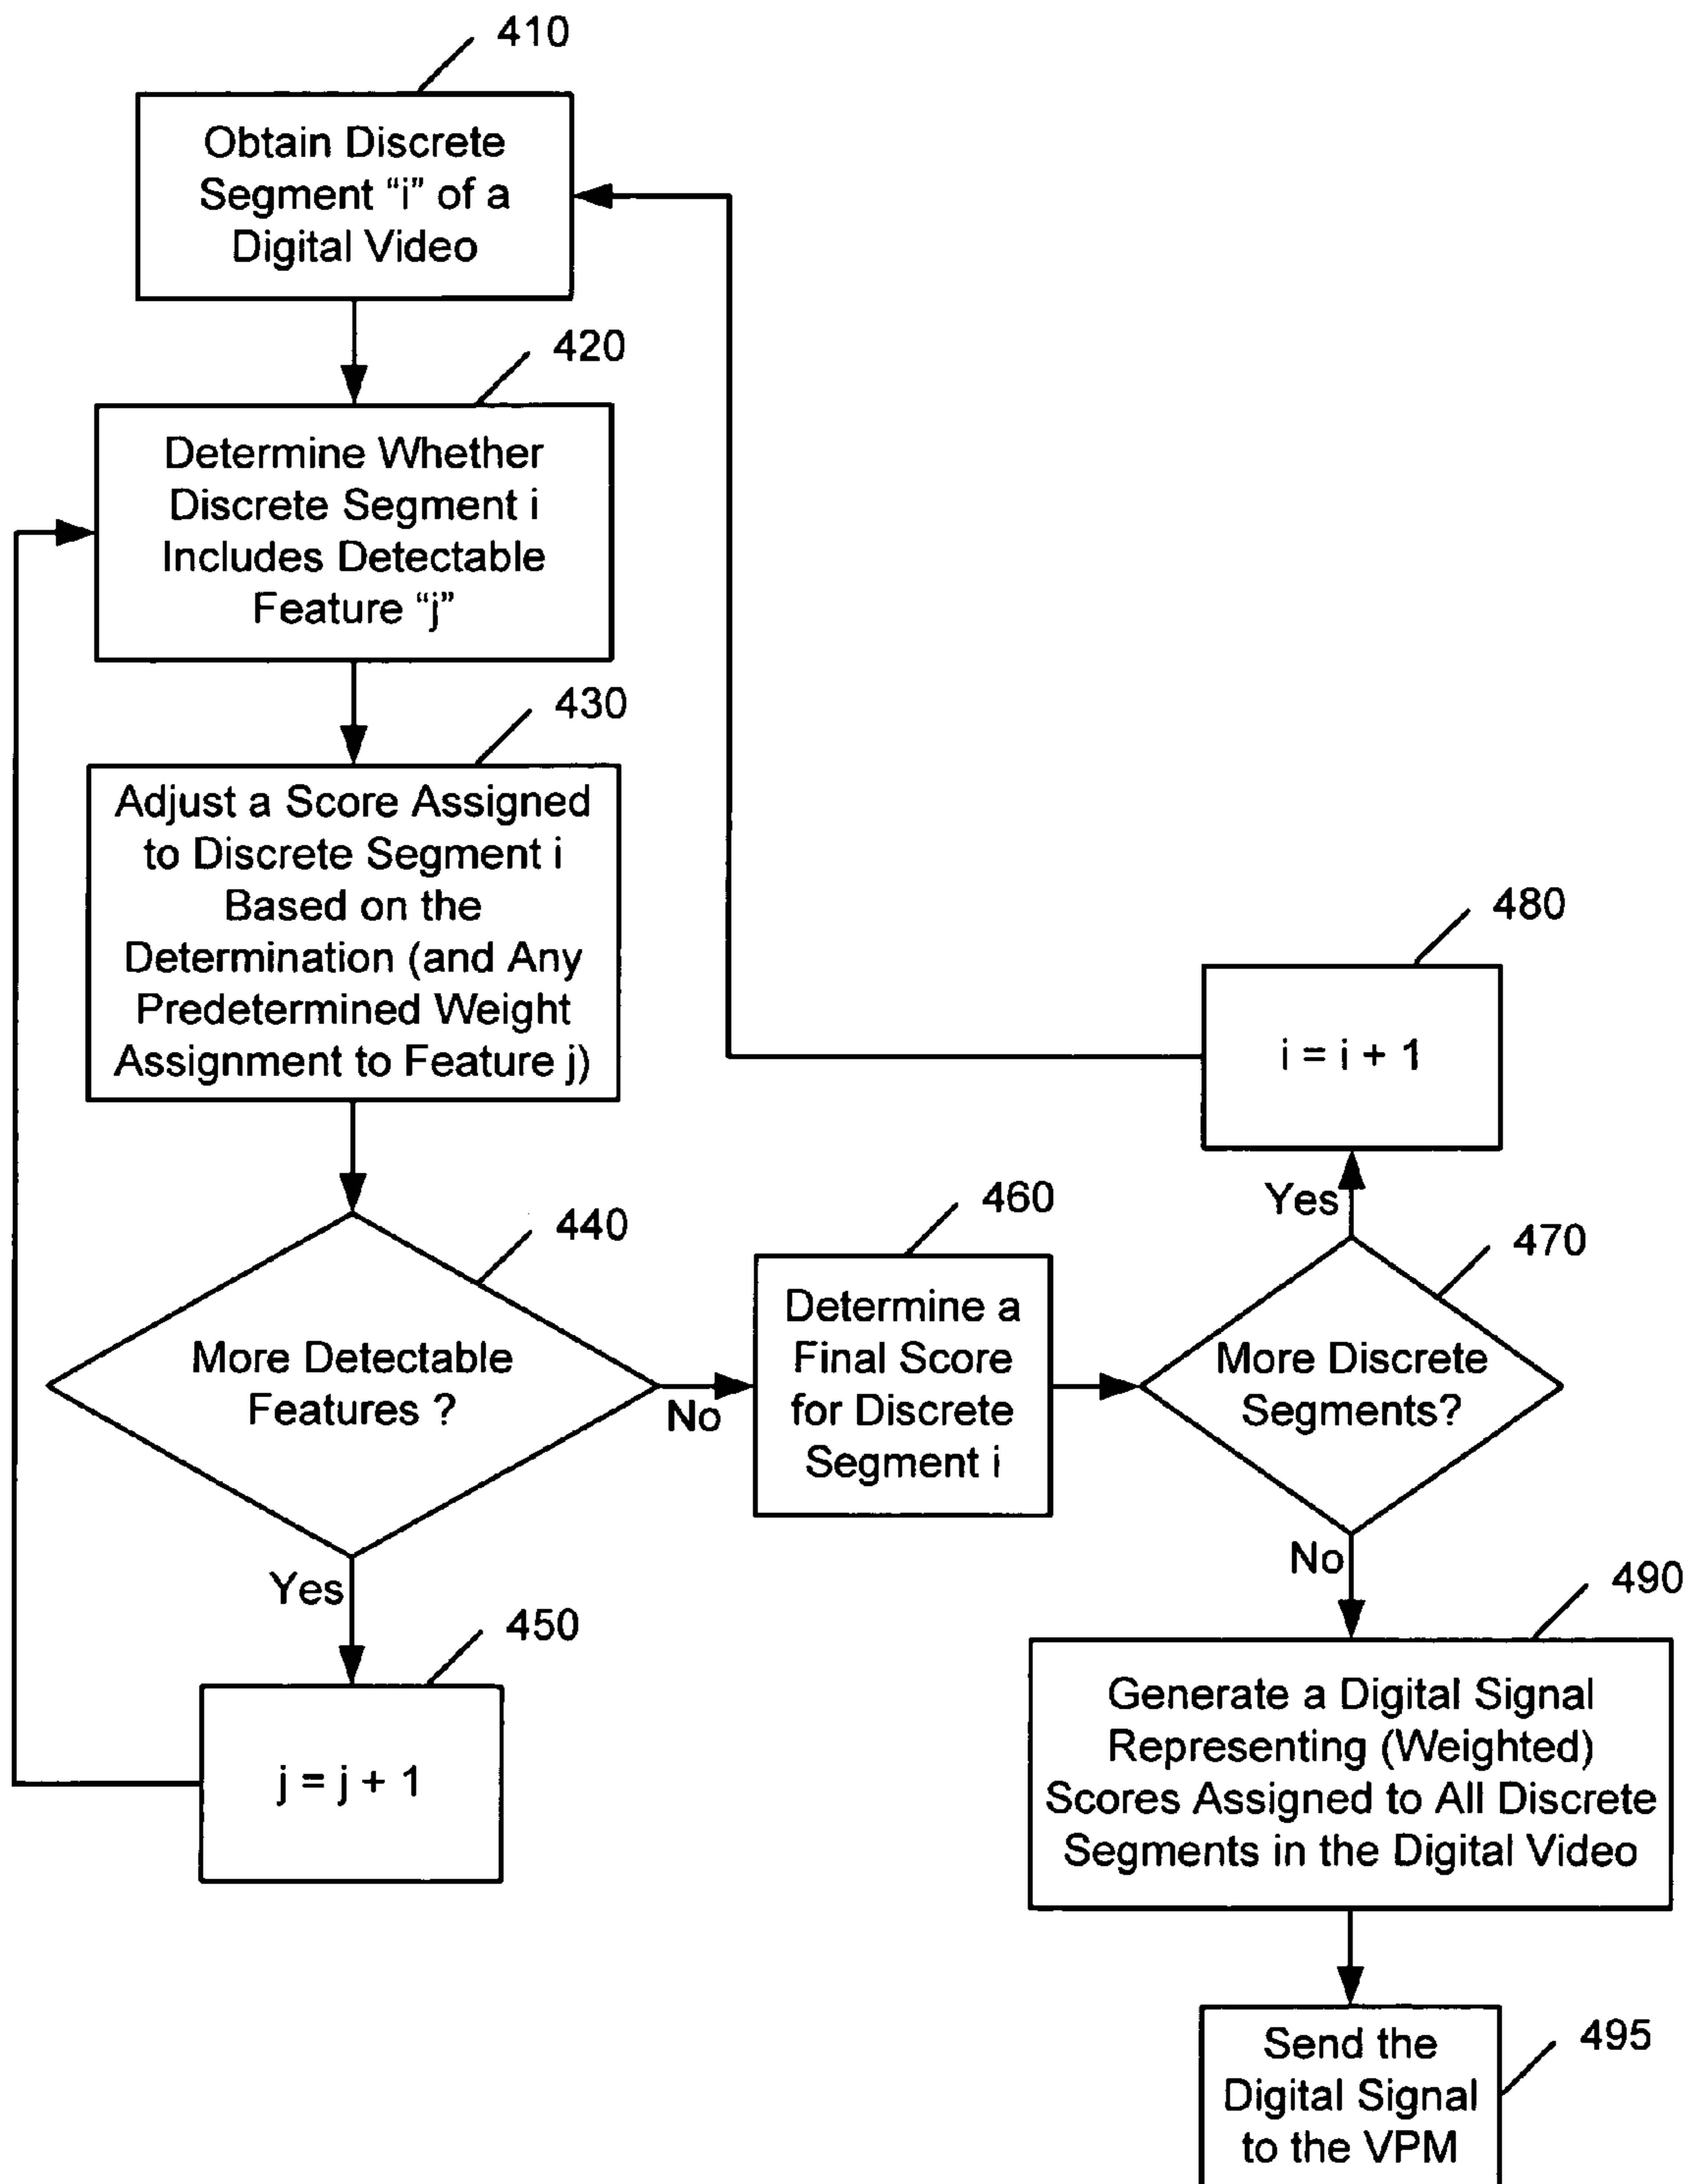 410
Obtain Discrete
Segment “i” of a
Digital Video
420
Determine Whether
Discrete Segment i
Includes Detectable
Feature “j”
430
Adjust a Score Assigned
to Discrete Segment i
Based on the
Determination (and Any
Predetermined Weight
Assignment to Feature j)
440
More Detectable
Features ?
Yes
No
450
j = j + 1
460
Determine a
Final Score
for Discrete
Segment i
470
More Discrete
Segments?
Yes
No
480
i = i + 1
490
Generate a Digital Signal
Representing (Weighted)
Scores Assigned to All Discrete
Segments in the Digital Video
495
Send the
Digital Signal
to the VPM